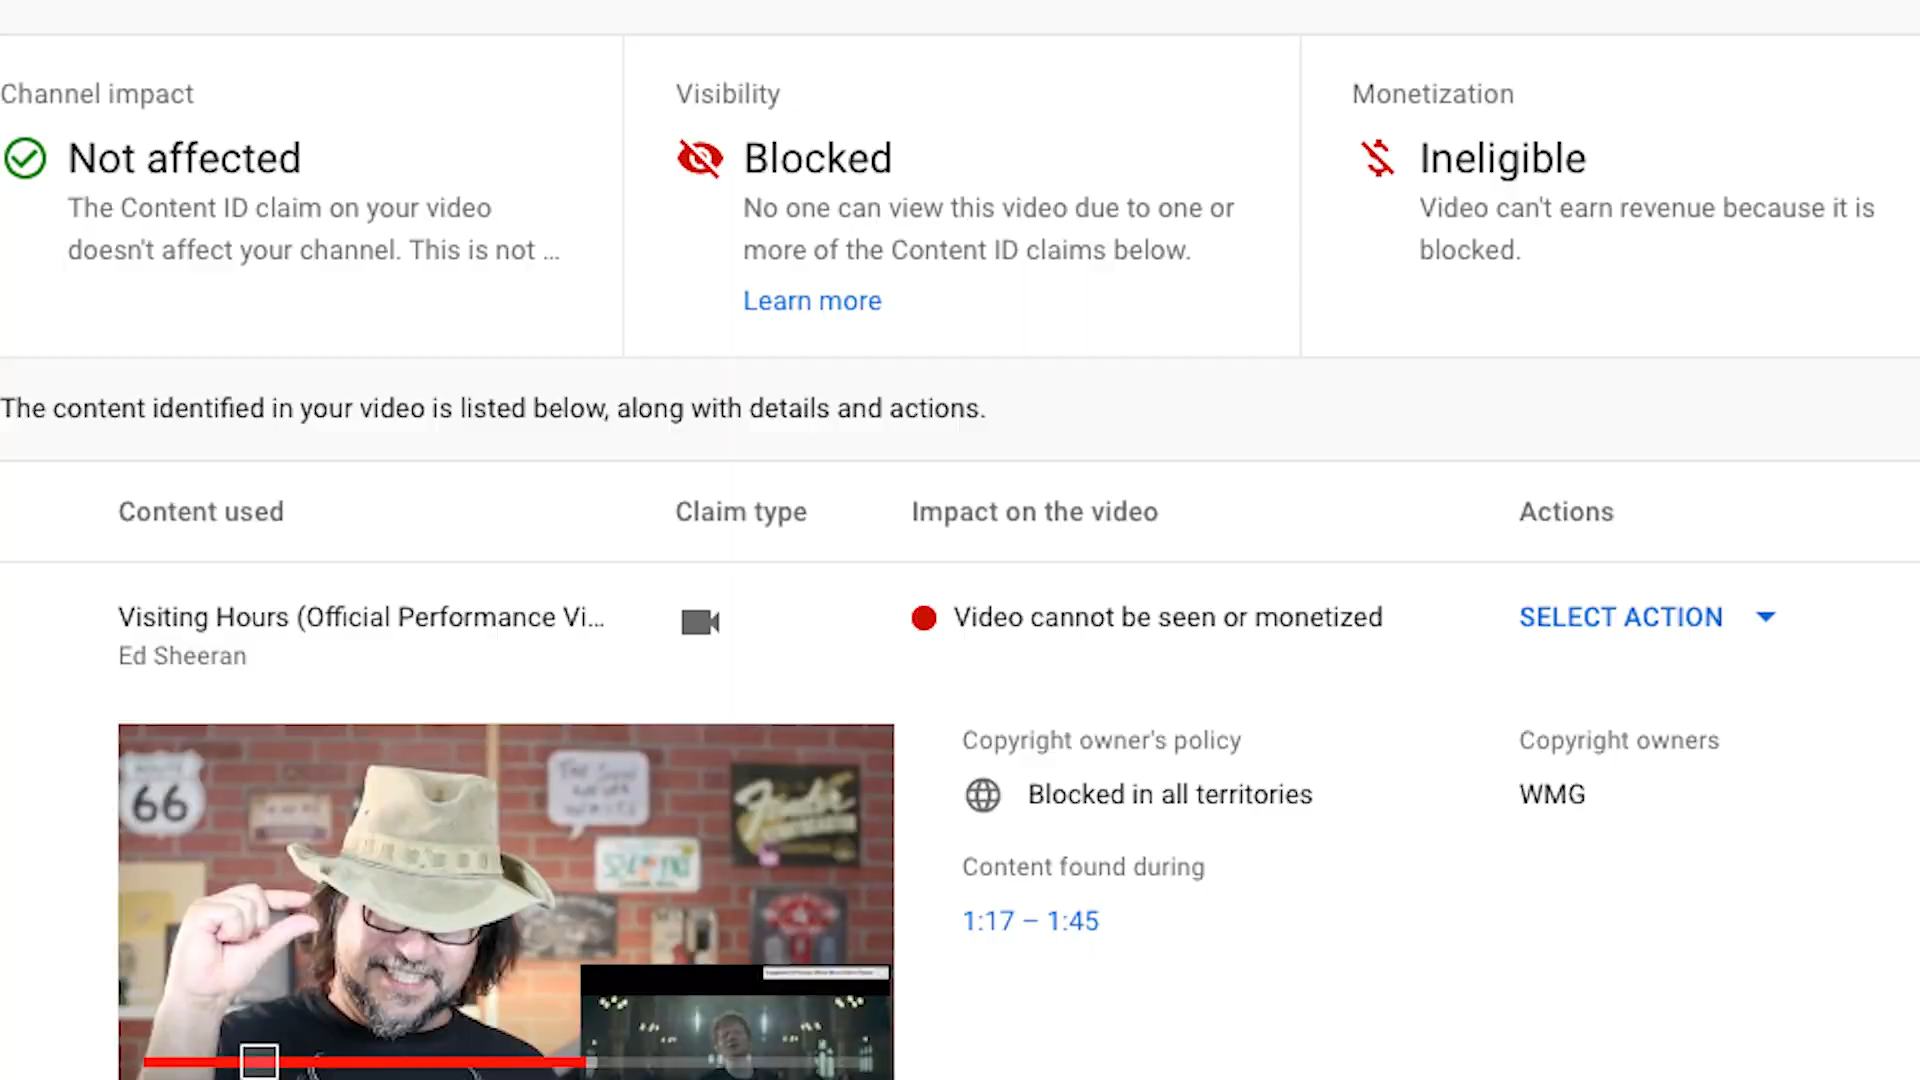 Channel impact
Not affected
The Content ID claim on your video
doesn't affect your channel. This is not ...
Visibility
Blocked
No one can view this video due to one or
more of the Content ID claims below.
Learn more
Monetization
Ineligible
Video can't earn revenue because it is
blocked.
The content identified in your video is listed below, along with details and actions.
Content used
Claim type
Impact on the video
Actions
Visiting Hours (Official Performance Vi...
Ed Sheeran
Video cannot be seen or monetized
SELECT ACTION
Copyright owner's policy
Blocked in all territories
Copyright owners
WMG
Content found during
1:17 – 1:45
66
Fender